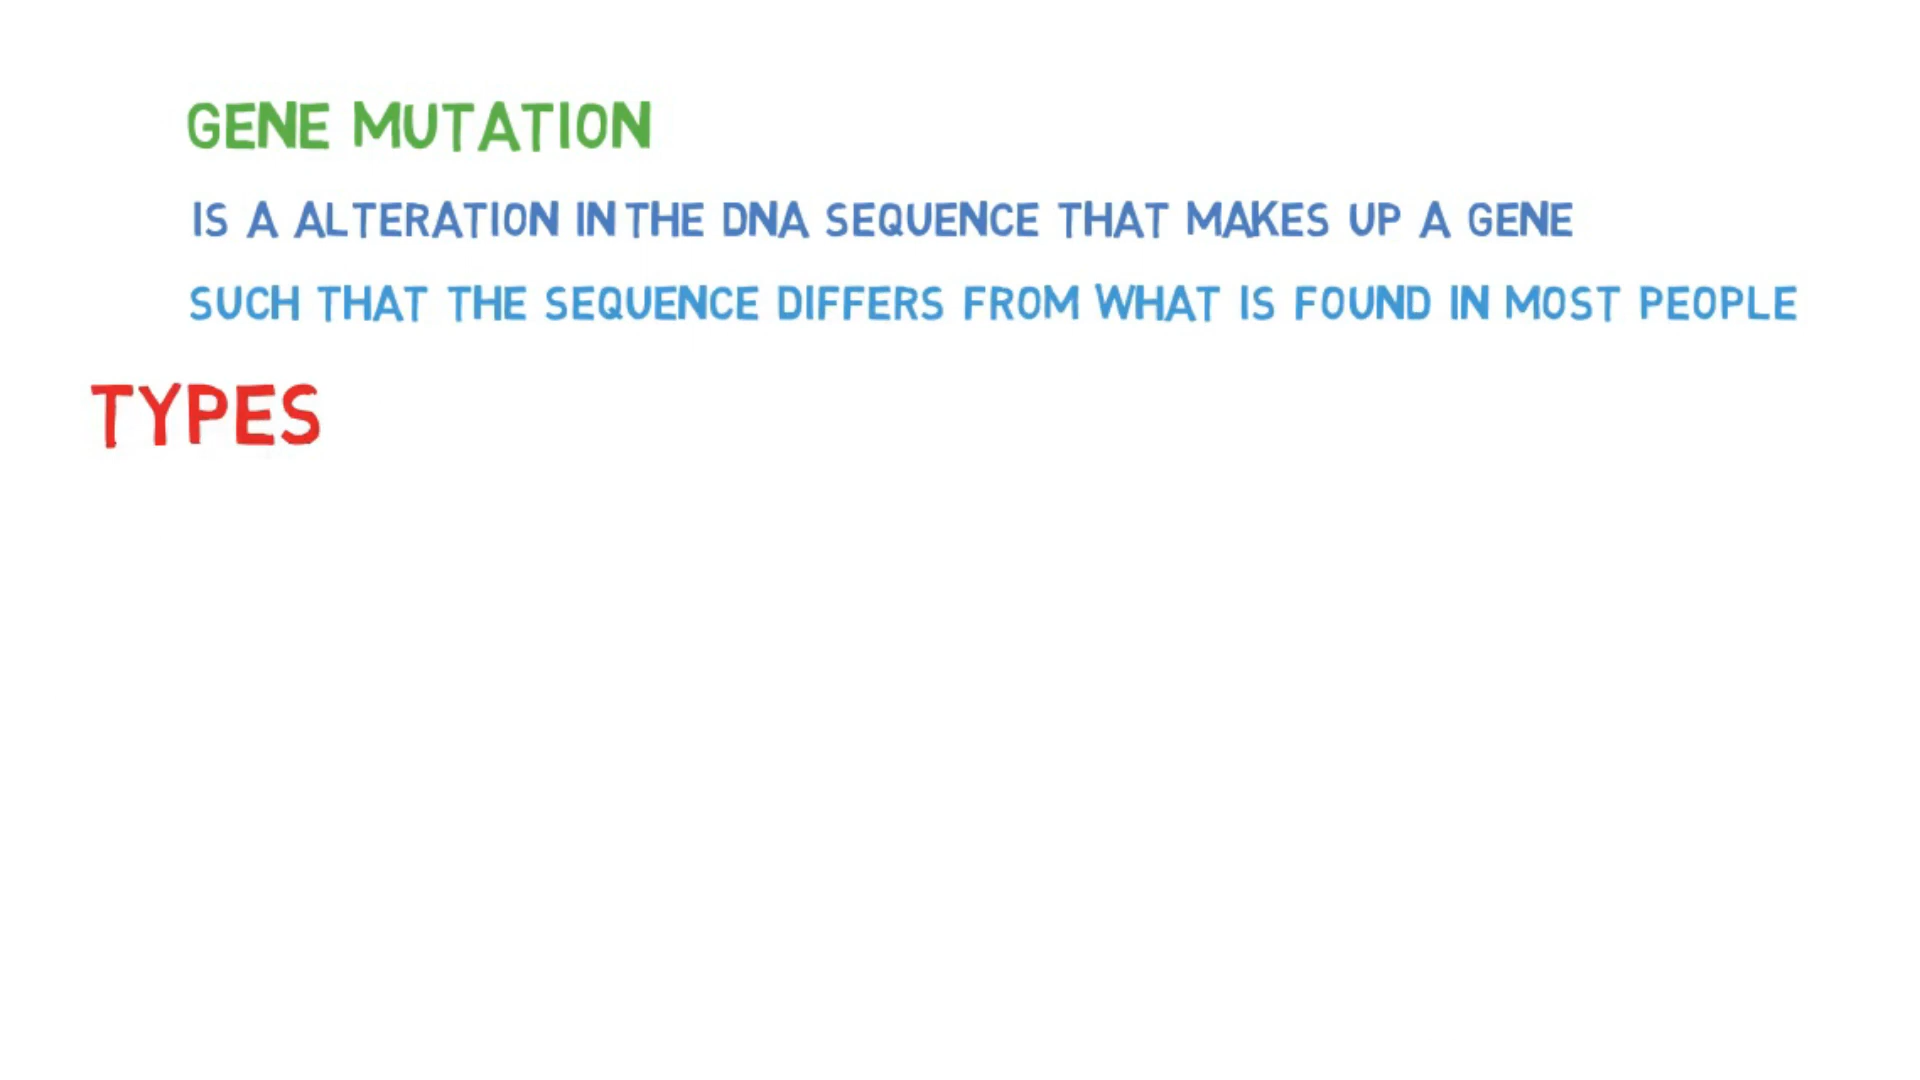 GENE MUTATION
IS A ALTERATION IN THE DNA SEQUENCE THAT MAKES UP A GENE
SUCH THAT THE SEQUENCE DIFFERS FROM WHAT IS FOUND IN MOST PEOPLE
TYPES